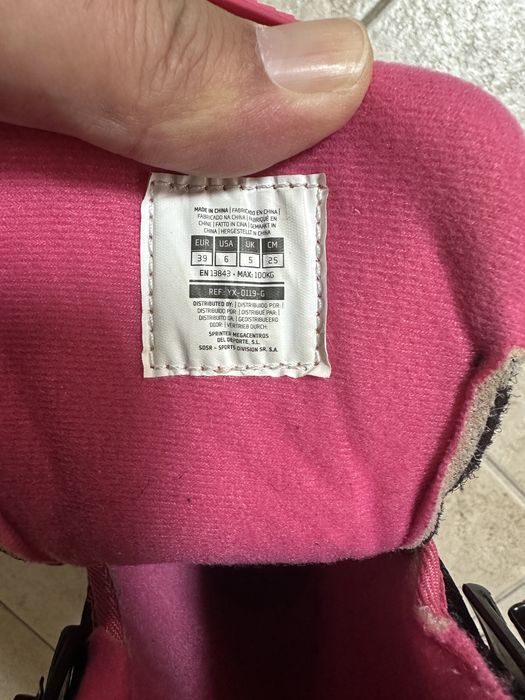 MADE IN CHINA | FABRICADO EN CHINA |
FABRICADO NA CHINA | FABRIQUÉ EN
CHINE | FATTO IN CINA | GEMAAKT IN
CHINA | HERGESTELLT IN CHINA
EUR USA UK CM
39 6 5 25
EN 13843 • MAX: 100KG
REF: YX-0119-G
DISTRIBUTED BY: | DISTRIBUIDO POR: |
DISTRIBUÍDO POR: | DISTRIBUÉ PAR: |
DISTRIBUITO DA: | GEDISTRIBUEERD
DOOR: | VERTRIEB DURCH:
SPRINTER MEGACENTROS
DEL DEPORTE, S.L.
SDSR - SPORTS DIVISION SR, S.A.